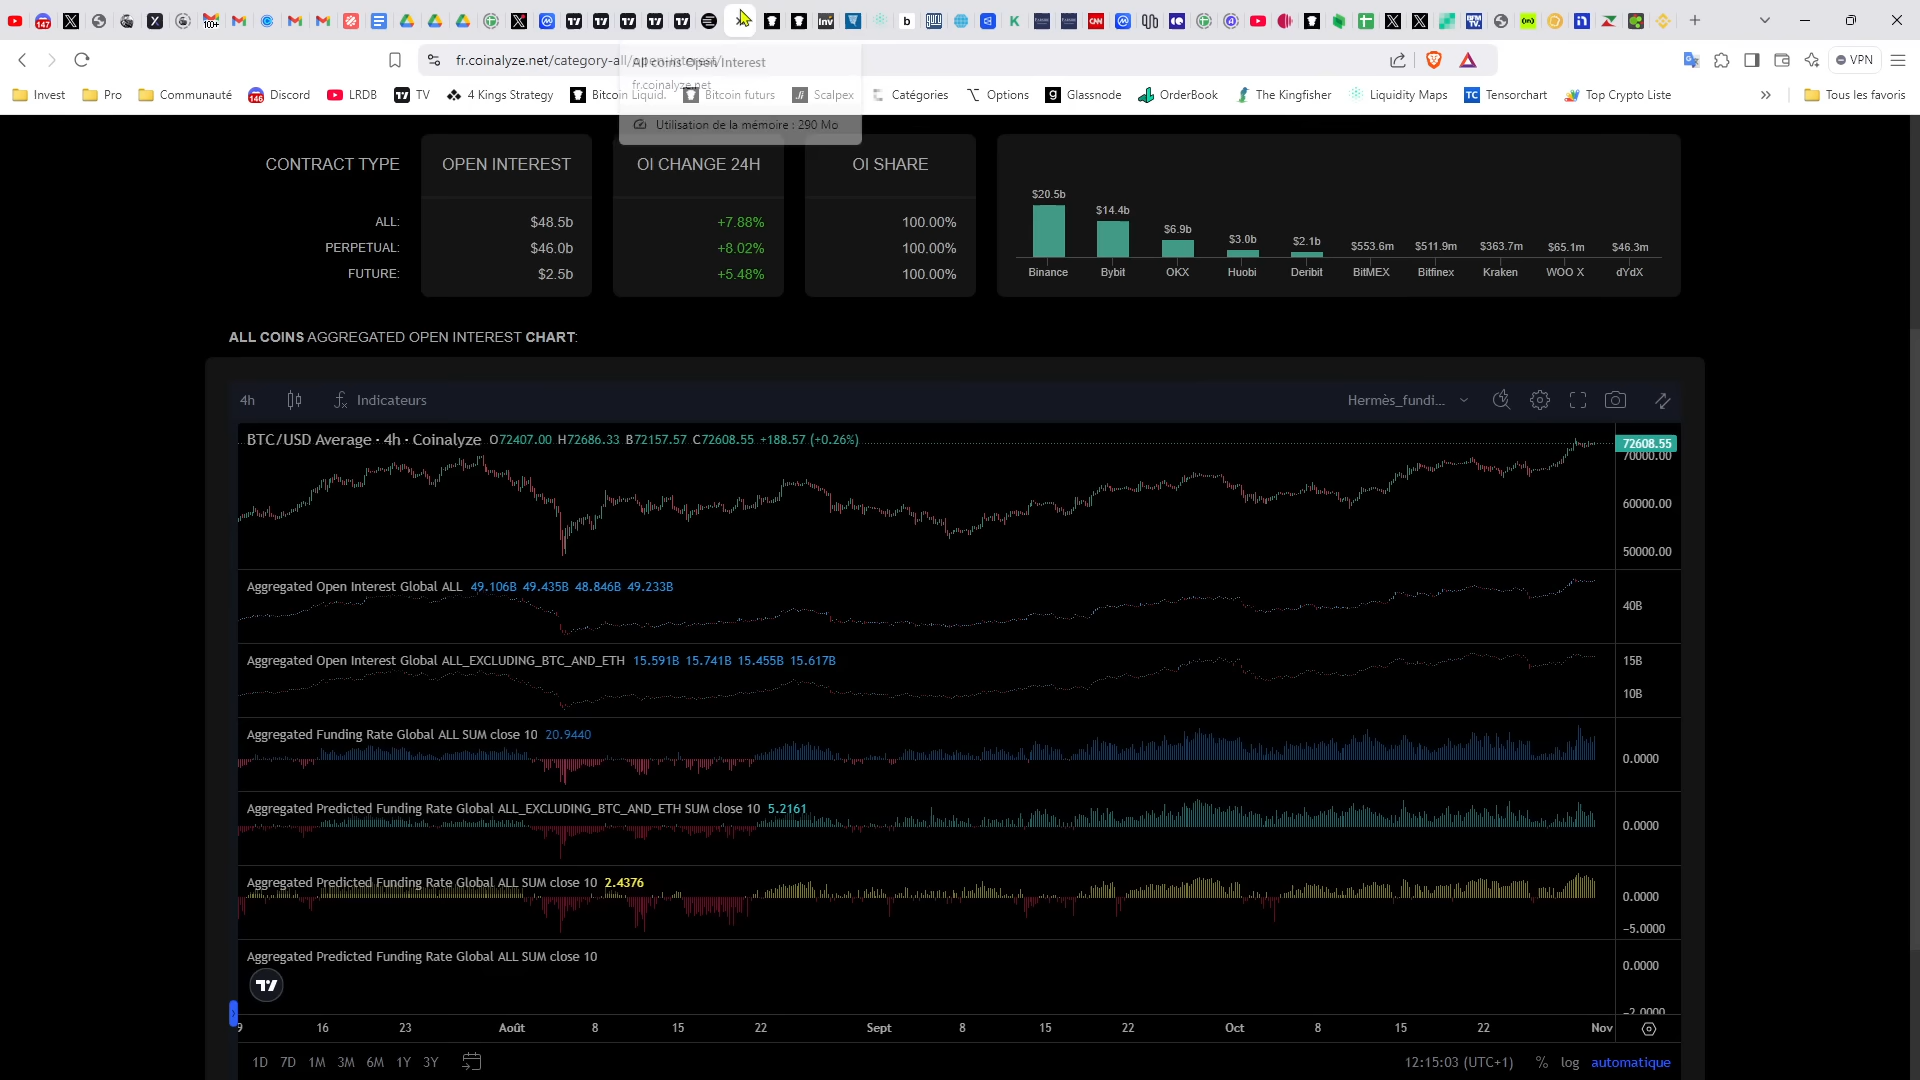 147
100+
fr.coinalyze.net/category-all/open-interest/
VPN
All coins Open Interest
fr.coinalyze.net
Utilisation de la mémoire : 290 Mo
Invest
Pro
Communauté
146
Discord
LRDB
TV
4 Kings Strategy
Bitcoin Liquid.
Bitcoin futurs
Scalpex
Catégories
Options
Glassnode
OrderBook
The Kingfisher
Liquidity Maps
Tensorchart
Top Crypto Liste
Tous les favoris
CONTRACT TYPE OPEN INTEREST OI CHANGE 24H OI SHARE
ALL: $48.5b +7.88% 100.00%
PERPETUAL: $46.0b +8.02% 100.00%
FUTURE: $2.5b +5.48% 100.00%
$20.5b $14.4b $6.9b $3.0b $2.1b $553.6m $511.9m $363.7m $65.1m $46.3m
Binance Bybit OKX Huobi Deribit BitMEX Bitfinex Kraken WOO X dYdX
ALL COINS AGGREGATED OPEN INTEREST CHART:
4h
Indicateurs
Hermès_fundi...
BTC/USD Average · 4h · Coinalyze O72407.00 H72686.33 B72157.57 C72608.55 +188.57 (+0.26%)
72608.55
70000.00
60000.00
50000.00
Aggregated Open Interest Global ALL 49.106B 49.435B 48.846B 49.233B
40B
Aggregated Open Interest Global ALL_EXCLUDING_BTC_AND_ETH 15.591B 15.741B 15.455B 15.617B
15B
10B
Aggregated Funding Rate Global ALL SUM close 10 20.9440
0.0000
Aggregated Predicted Funding Rate Global ALL_EXCLUDING_BTC_AND_ETH SUM close 10 5.2161
0.0000
Aggregated Predicted Funding Rate Global ALL SUM close 10 2.4376
0.0000
-5.0000
Aggregated Predicted Funding Rate Global ALL SUM close 10
0.0000
-2.0000
9 16 23 Août 8 15 22 Sept 8 15 22 Oct 8 15 22 Nov
1D 7D 1M 3M 6M 1Y 3Y
12:15:03 (UTC+1) % log automatique